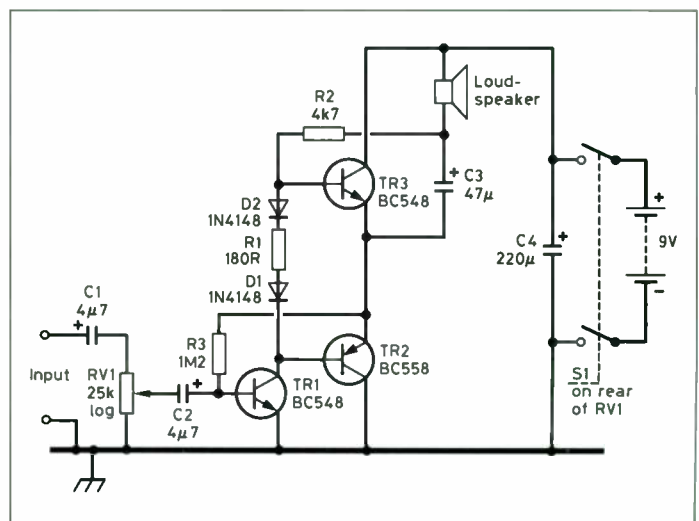 Loud-
speaker
R2
4k7
TR3
BC548
+
C3
47µ
D2
1N4148
R1
180R
D1
1N4148
C4
220µ
+
+
9V
-
C1
4µ7
+
R3
1M2
TR2
BC558
Input
RV1
25k
log
+
C2
4µ7
TR1
BC548
S1
on rear
of RV1